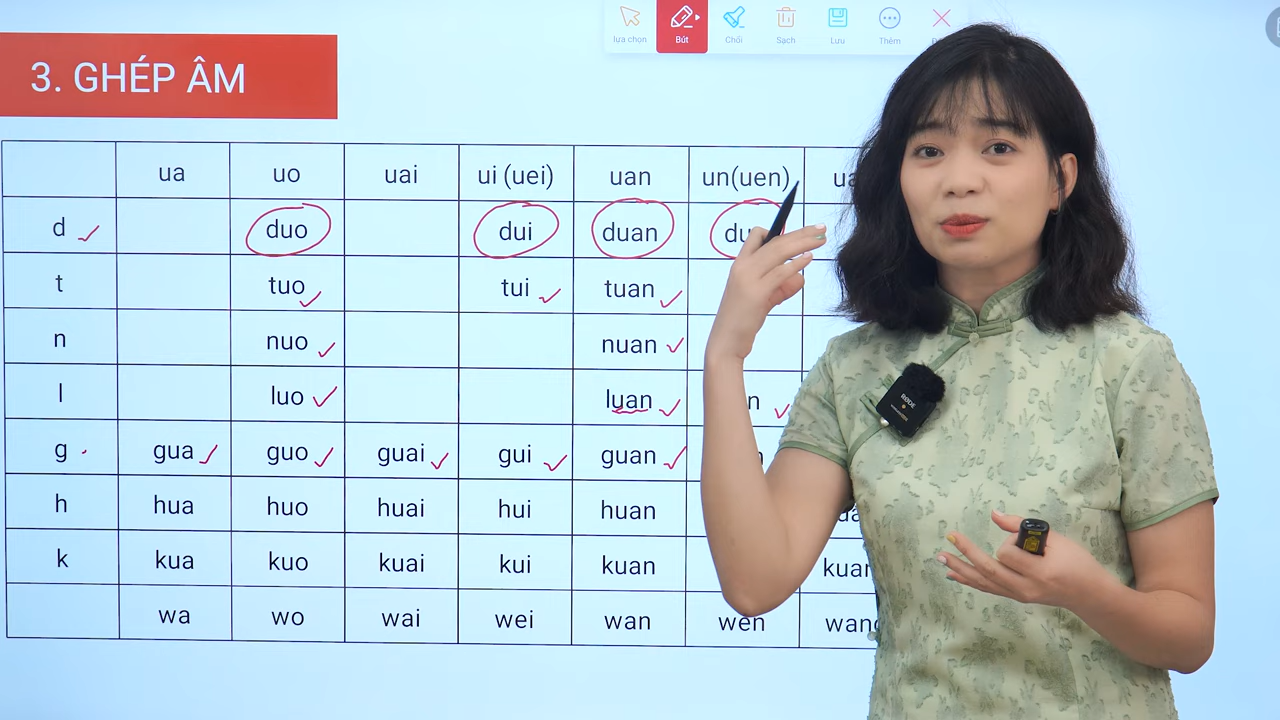 lựa chọn Bút Chổi Sạch Lưu Thêm
3. GHÉP ÂM
ua uo uai ui (uei) uan un(uen)
d duo dui duan
t tuo tui tuan
n nuo nuan
l luo luan
g gua guo guai gui guan
h hua huo huai hui huan
k kua kuo kuai kui kuan
wa wo wai wei wan wen wang
RØDE